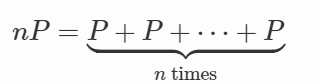 nP = P + P + ··· + P
n times